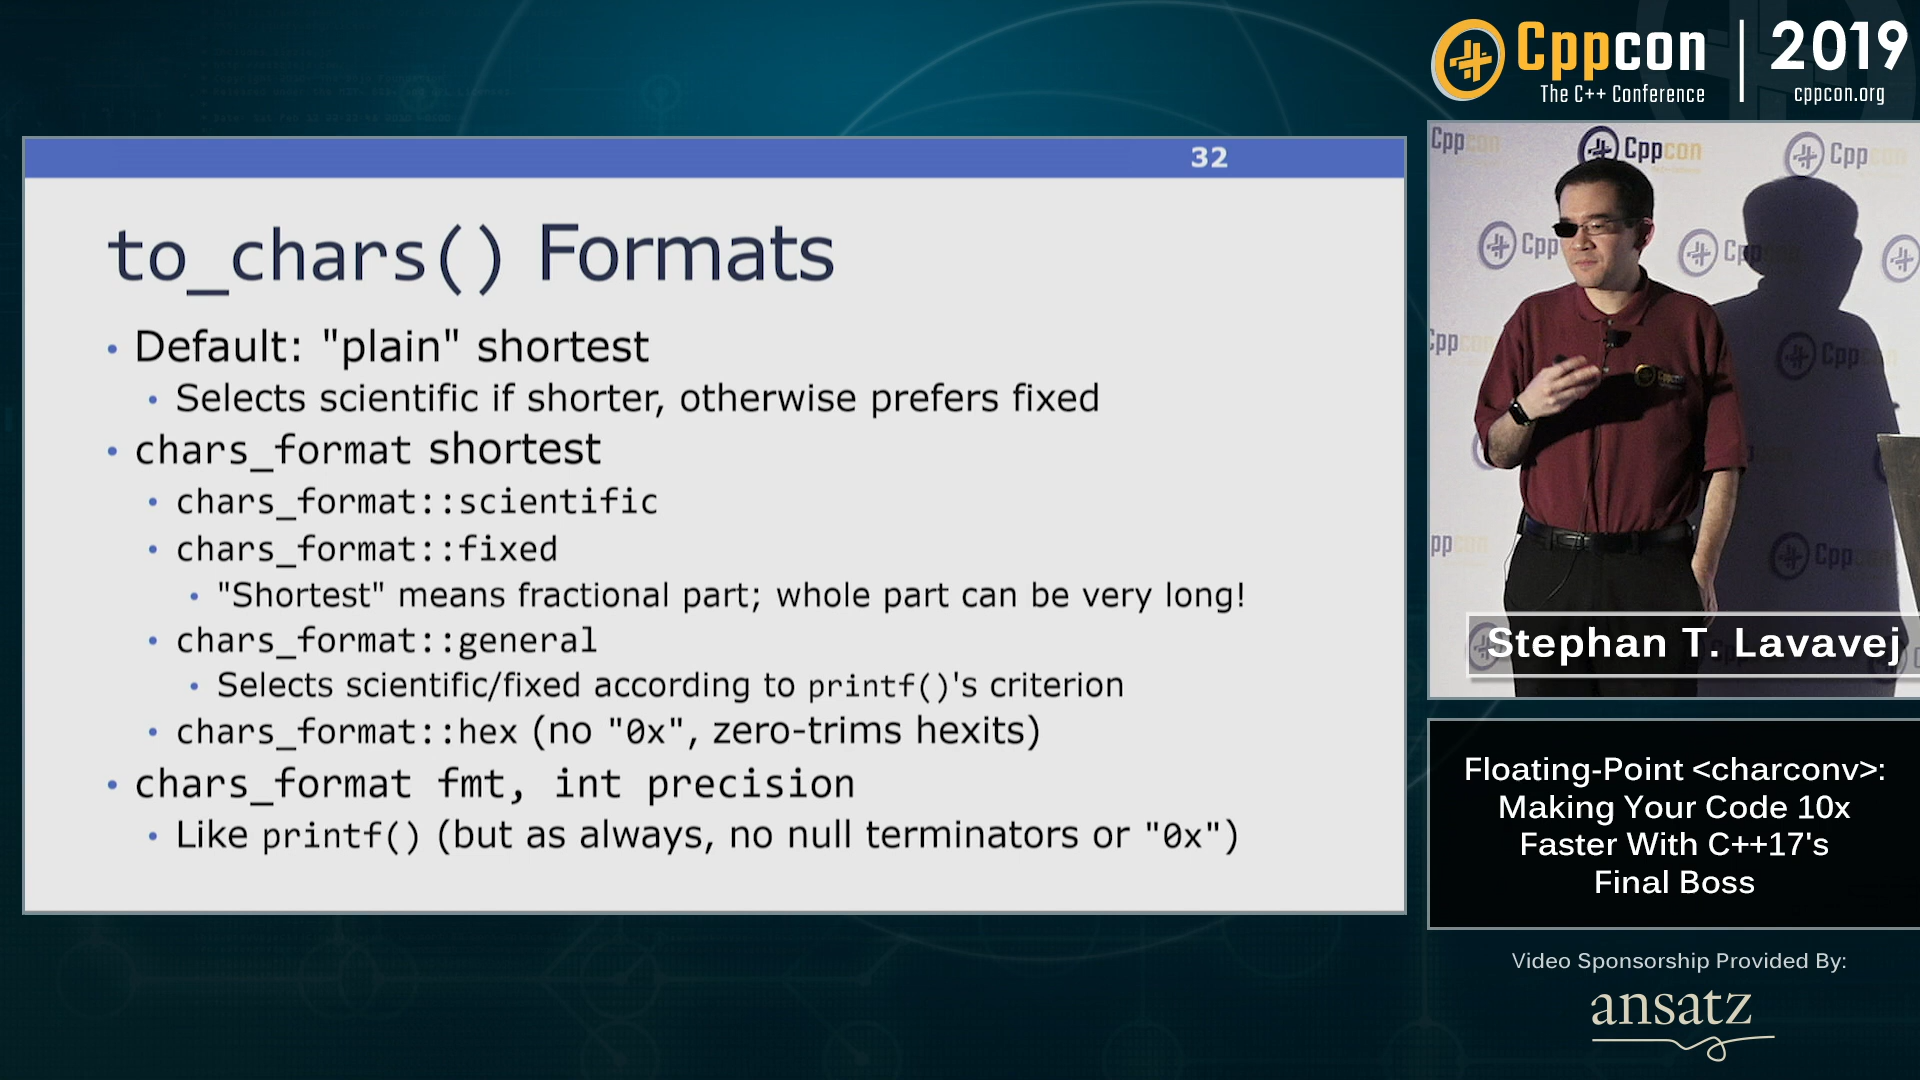 Cppcon
The C++ Conference
2019
cppcon.org
32
to_chars() Formats
• Default: "plain" shortest
• Selects scientific if shorter, otherwise prefers fixed
• chars_format shortest
• chars_format::scientific
• chars_format::fixed
• "Shortest" means fractional part; whole part can be very long!
• chars_format::general
• Selects scientific/fixed according to printf()'s criterion
• chars_format::hex (no "0x", zero-trims hexits)
• chars_format fmt, int precision
• Like printf() (but as always, no null terminators or "0x")
Cppcon
Cppcon
Cppcon
Stephan T. Lavavej
Floating-Point <charconv>:
Making Your Code 10x
Faster With C++17's
Final Boss
Video Sponsorship Provided By:
ansatz